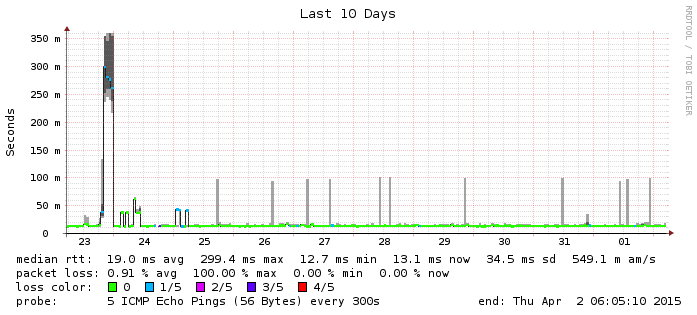 Last 10 Days
RRDTOOL / TOBI OETIKER
Seconds
350 m
300 m
250 m
200 m
150 m
100 m
50 m
0
23 24 25 26 27 28 29 30 31 01
median rtt: 19.0 ms avg 299.4 ms max 12.7 ms min 13.1 ms now 34.5 ms sd 549.1 m am/s
packet loss: 0.91 % avg 100.00 % max 0.00 % min 0.00 % now
loss color: 0 1/5 2/5 3/5 4/5
probe: 5 ICMP Echo Pings (56 Bytes) every 300s end: Thu Apr 2 06:05:10 2015